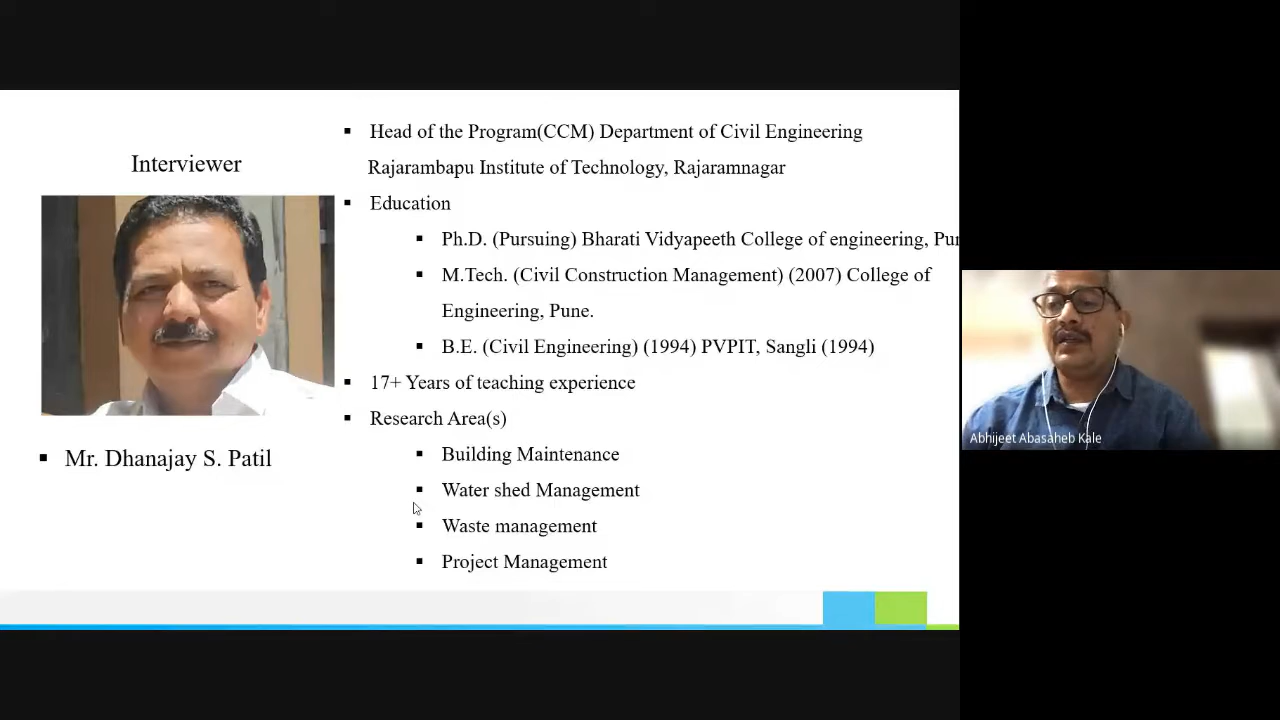 Interviewer
Mr. Dhanajay S. Patil
Head of the Program(CCM) Department of Civil Engineering
Rajarambapu Institute of Technology, Rajaramnagar
Education
Ph.D. (Pursuing) Bharati Vidyapeeth College of engineering,
M.Tech. (Civil Construction Management) (2007) College of
Engineering, Pune.
B.E. (Civil Engineering) (1994) PVPIT, Sangli (1994)
17+ Years of teaching experience
Research Area(s)
Building Maintenance
Water shed Management
Waste management
Project Management
Abhijeet Abasaheb Kale